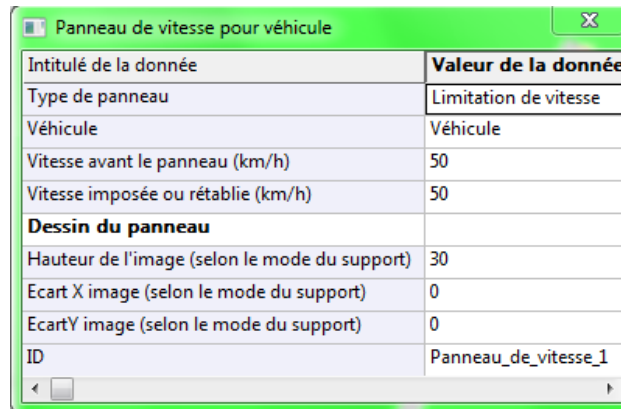 Panneau de vitesse pour véhicule
Intitulé de la donnée Valeur de la donnée
Type de panneau Limitation de vitesse
Véhicule Véhicule
Vitesse avant le panneau (km/h) 50
Vitesse imposée ou rétablie (km/h) 50
Dessin du panneau
Hauteur de l'image (selon le mode du support) 30
Ecart X image (selon le mode du support) 0
EcartY image (selon le mode du support) 0
ID Panneau_de_vitesse_1